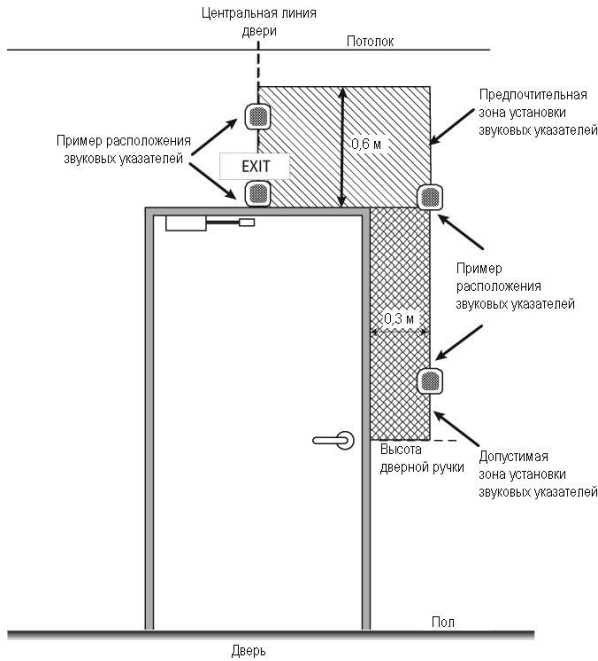 Центральная линия
двери
Потолок
Предпочтительная
зона установки
звуковых указателей
Пример расположения
звуковых указателей
0,6 м
EXIT
Пример
расположения
звуковых указателей
0,3 м
Высота
дверной ручки
Допустимая
зона установки
звуковых указателей
Пол
Дверь